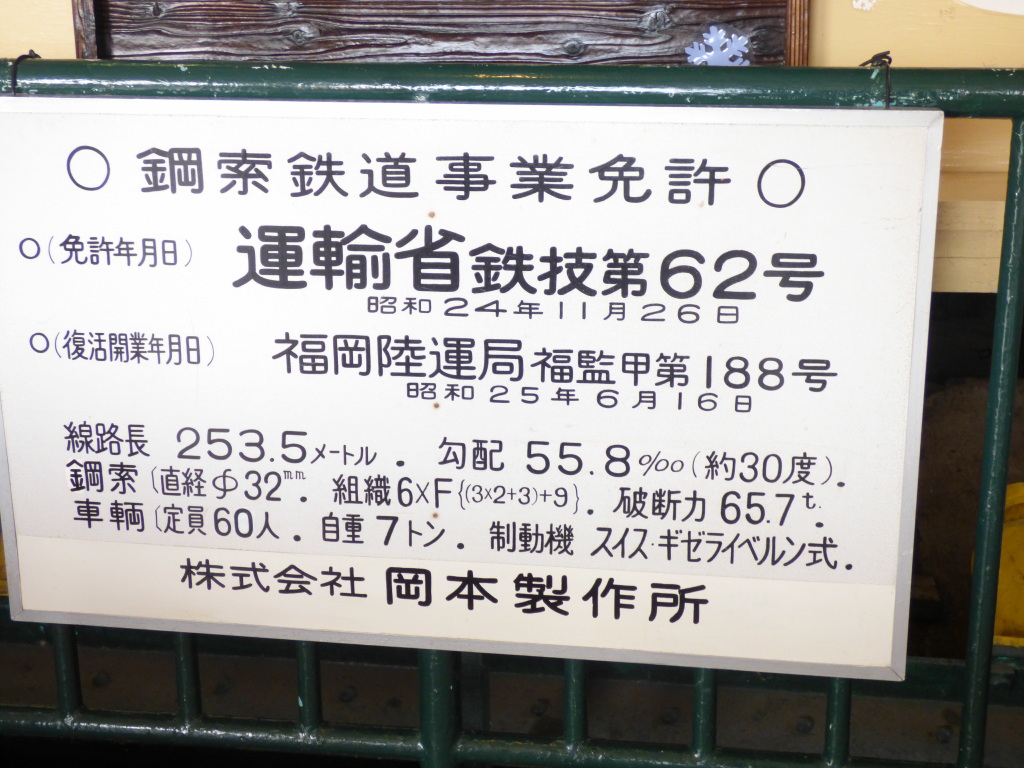 ○ 鋼索鉄道事業免許 ○
○(免許年月日) 運輸省鉄技第62号
昭和24年11月26日
○(復活開業年月日) 福岡陸運局福監甲第188号
昭和25年6月16日
線路長 253.5メートル . 勾配 55.8‰(約30度).
鋼索(直経φ32mm. 組織6×F{(3×2+3)+9}. 破断力65.7t.
車輌(定員60人. 自重7トン. 制動機 スイス·ギゼライベルン式.
株式会社 岡本製作所